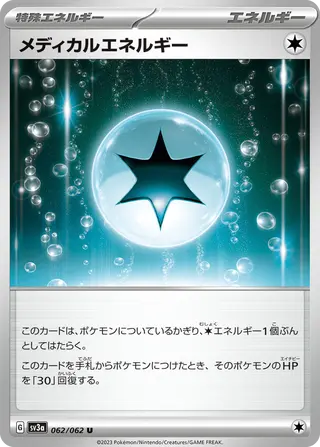 特殊エネルギー エネルギー
メディカルエネルギー
このカードは、ポケモンについているかぎり、エネルギー1個ぶん
としてはたらく。
このカードを手札からポケモンにつけたとき、そのポケモンのHP
を「30」回復する。
G sv3a 062/062 U
©2023 Pokémon/Nintendo/Creatures/GAME FREAK.